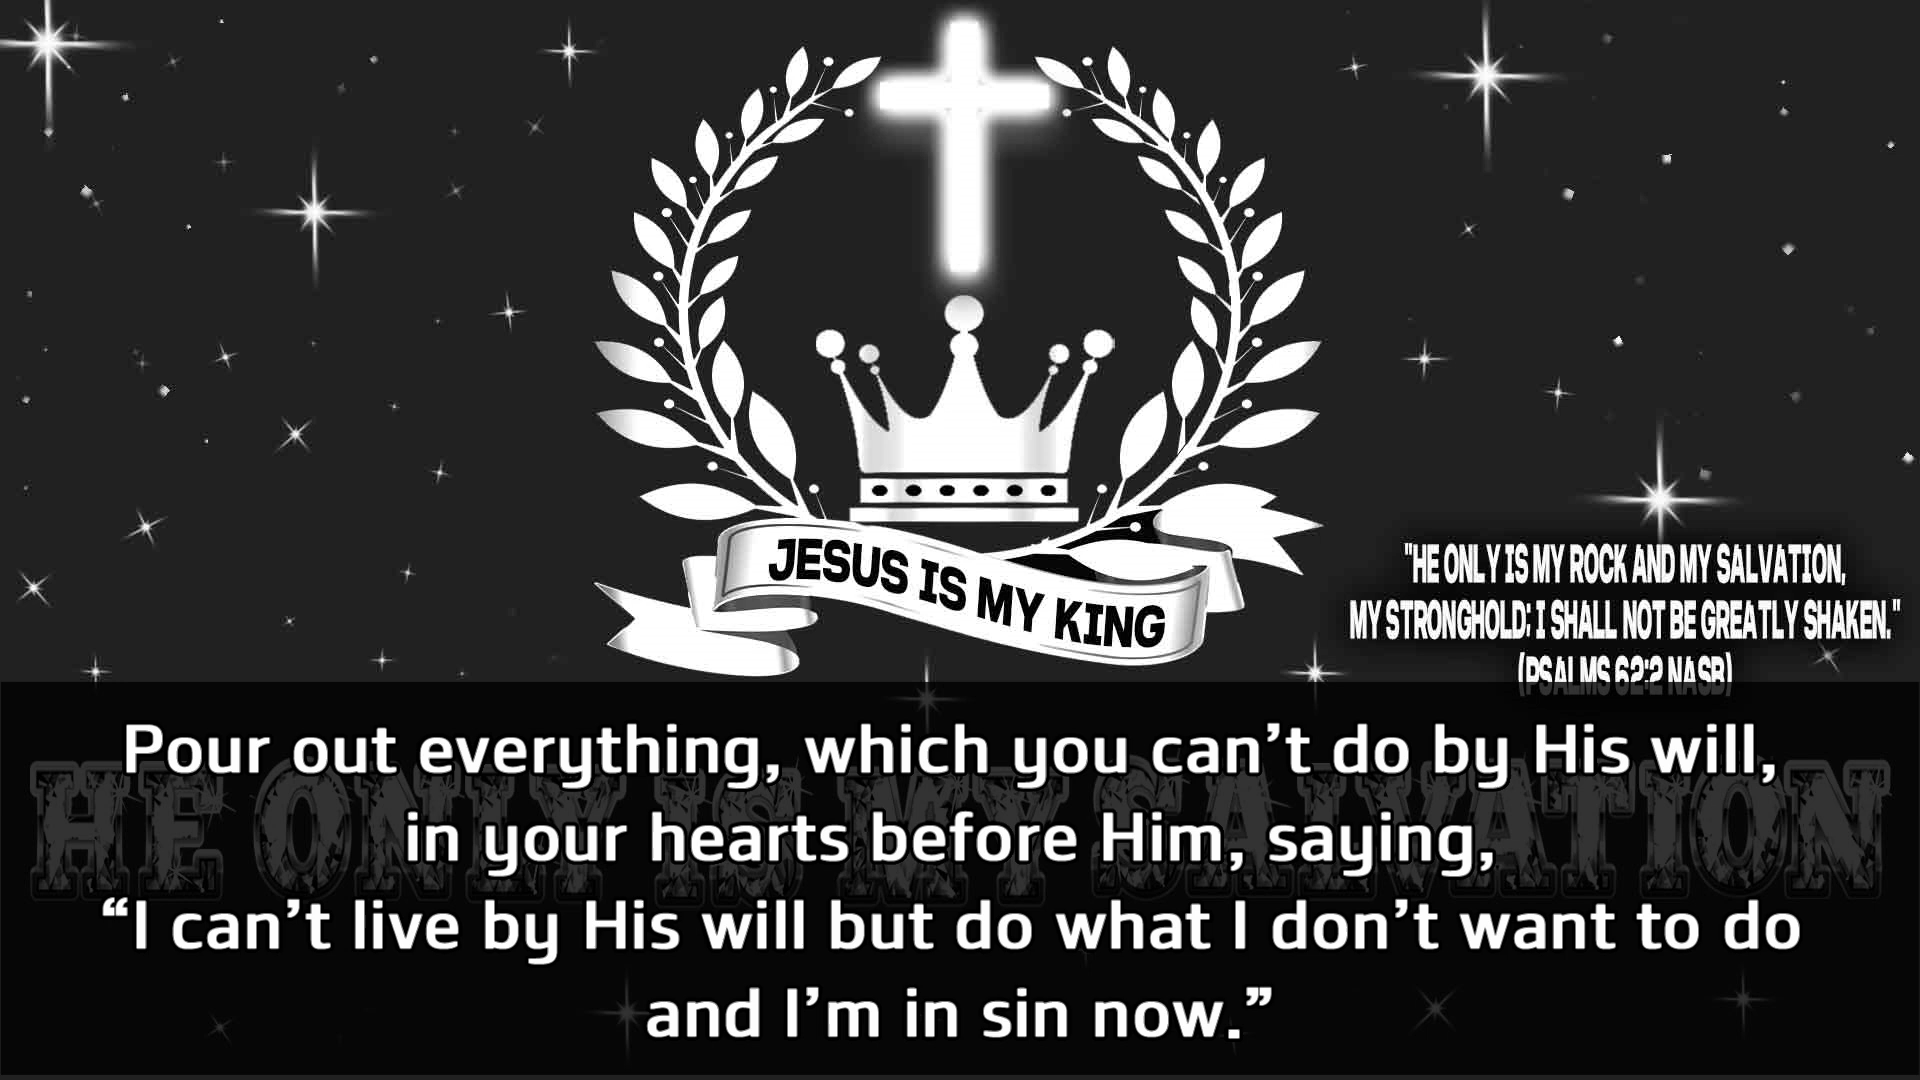 JESUS IS MY KING
"HE ONLY IS MY ROCK AND MY SALVATION,
MY STRONGHOLD; I SHALL NOT BE GREATLY SHAKEN."
(PSALMS 62:2 NASB)
HE ONLY IS MY SALVATION
Pour out everything, which you can’t do by His will,
in your hearts before Him, saying,
“I can’t live by His will but do what I don’t want to do
and I’m in sin now.”